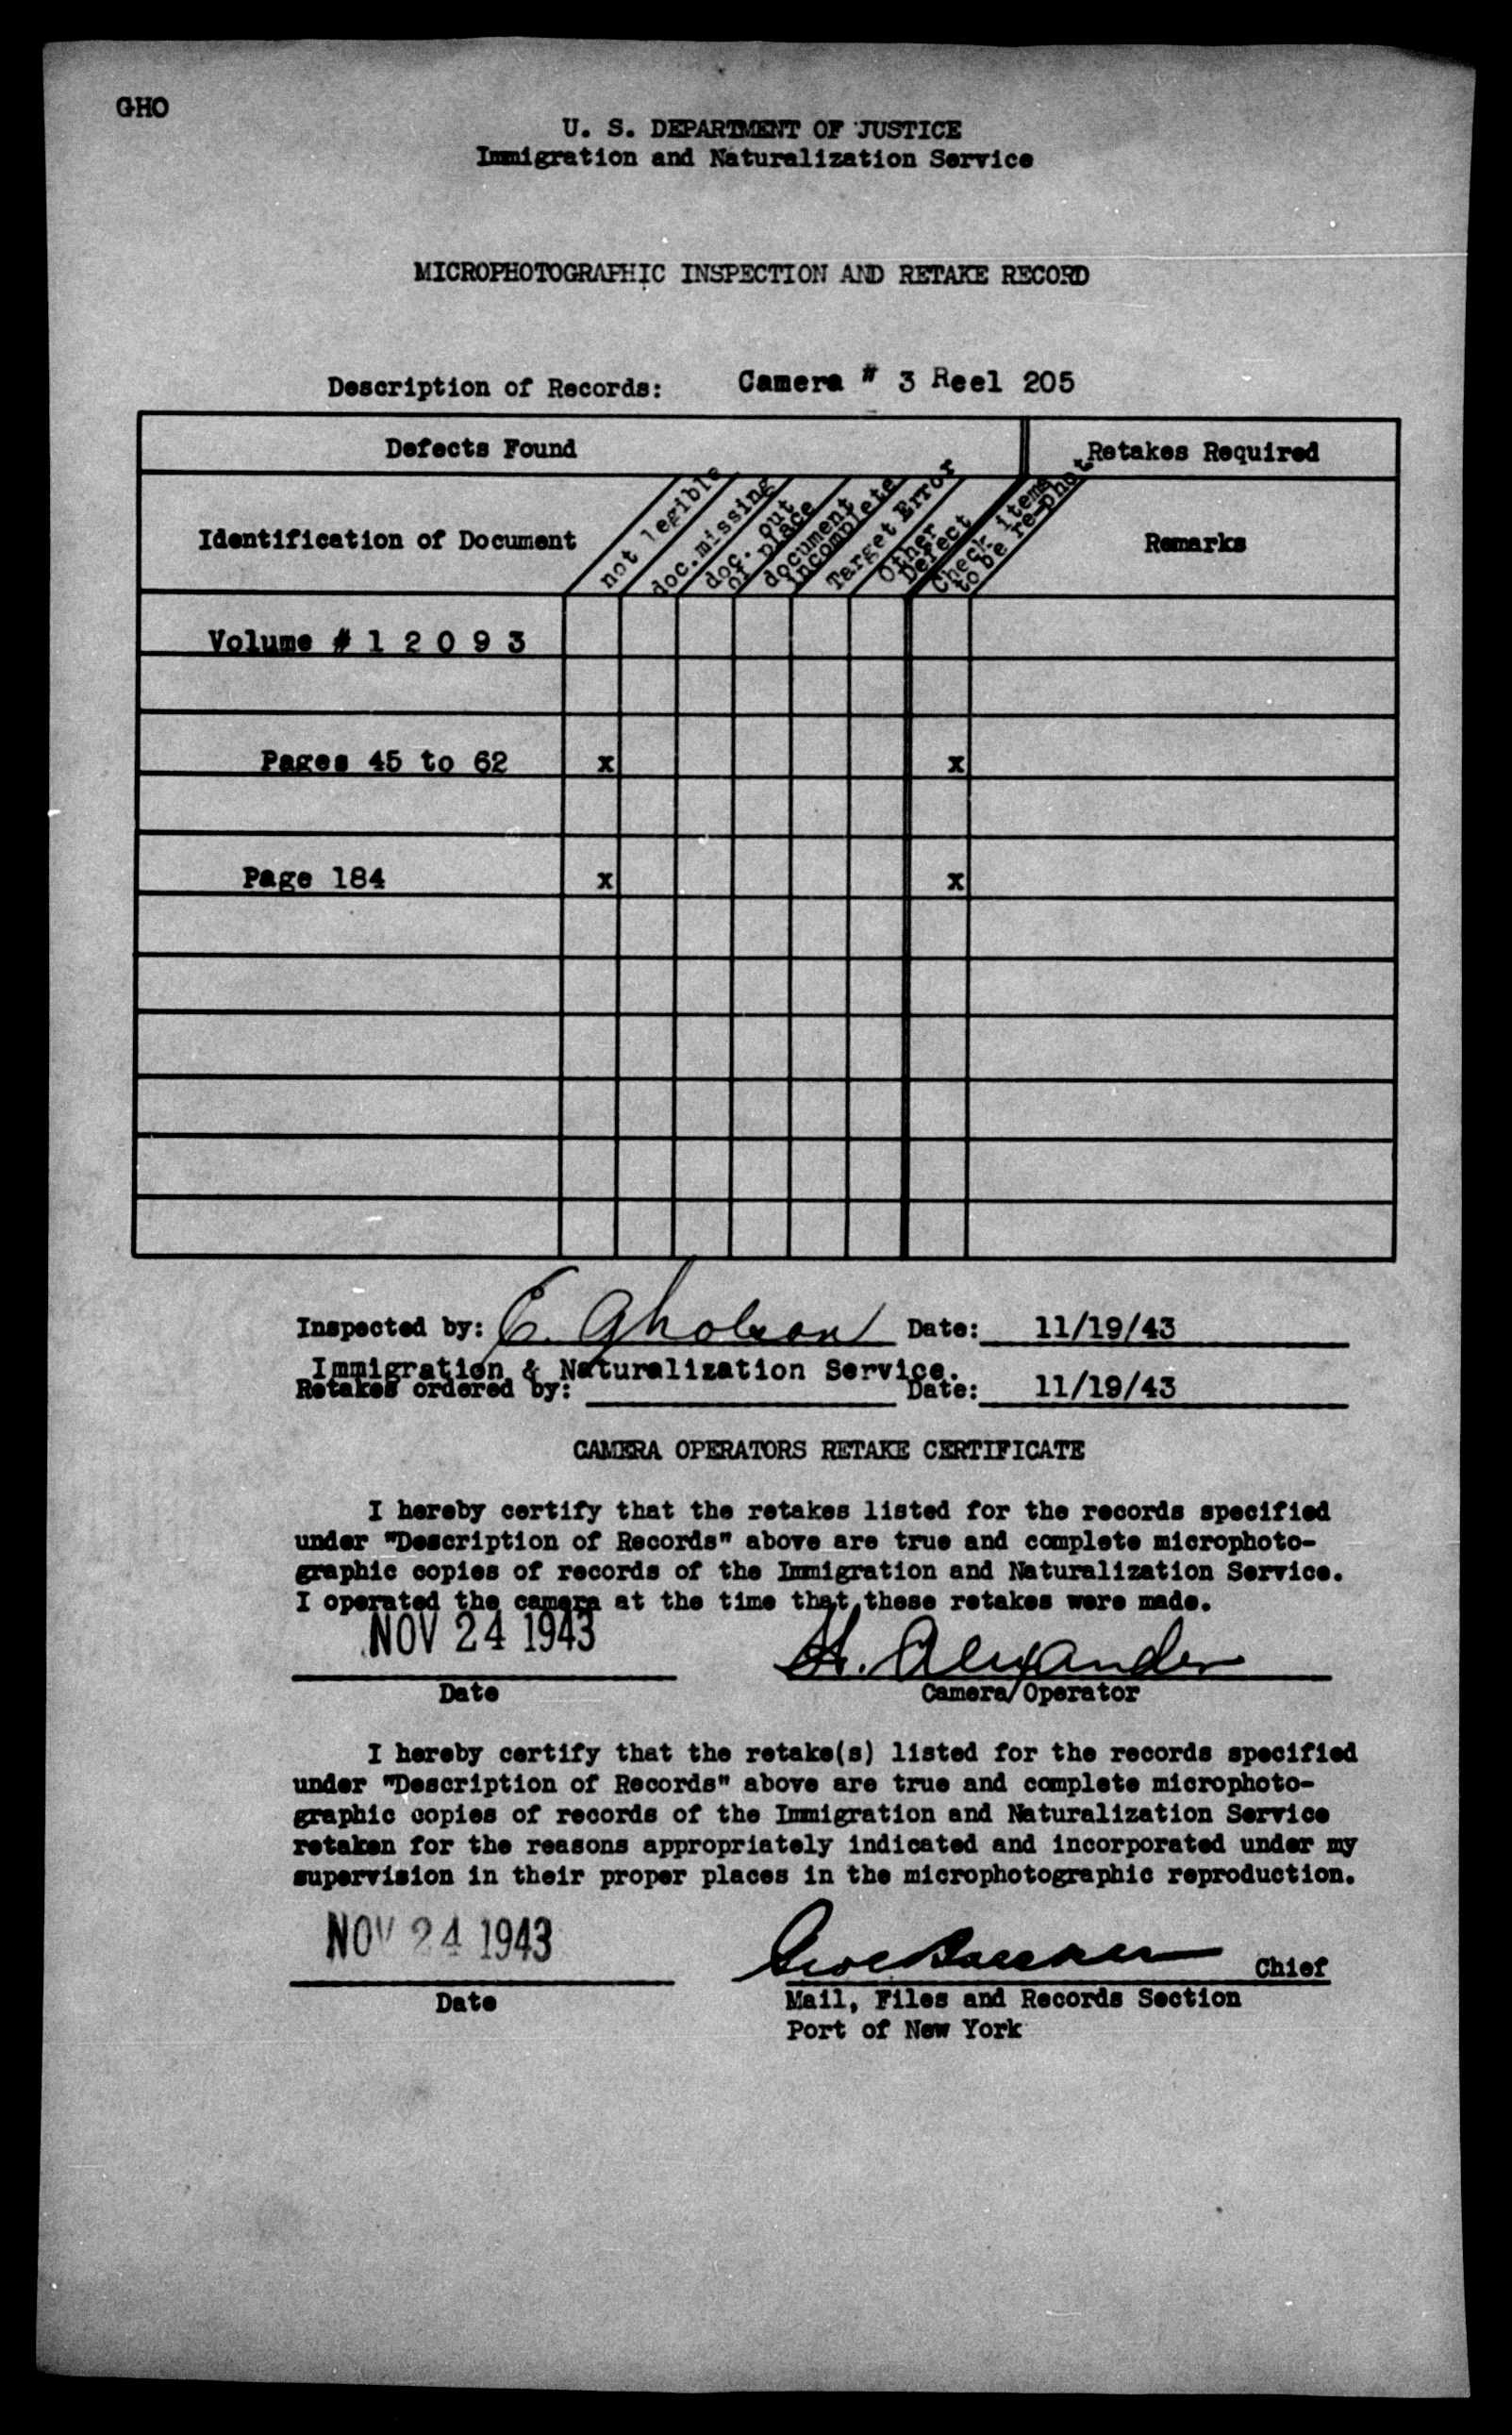 GHO
U. S. DEPARTMENT OF JUSTICE
Immigration and Naturalization Service
MICROPHOTOGRAPHIC INSPECTION AND RETAKE RECORD
Description of Records: Camera # 3 Reel 205
Defects Found
Retakes Required
Identification of Document
not legible
doc.missing
doc. out
of place
document
incomplete
Target Error
Other
Defect
Check items
to be re-phot
Remarks
Volume # 1 2 0 9 3
Pages 45 to 62 x x
Page 184 x x
Inspected by: E. Gholson Date: 11/19/43
Immigration & Naturalization Service.
Retakes ordered by: Date: 11/19/43
CAMERA OPERATORS RETAKE CERTIFICATE
I hereby certify that the retakes listed for the records specified
under "Description of Records" above are true and complete microphoto-
graphic copies of records of the Immigration and Naturalization Service.
I operated the camera at the time that these retakes were made.
NOV 24 1943 H. Alexander
Date Camera Operator
I hereby certify that the retake(s) listed for the records specified
under "Description of Records" above are true and complete microphoto-
graphic copies of records of the Immigration and Naturalization Service
retaken for the reasons appropriately indicated and incorporated under my
supervision in their proper places in the microphotographic reproduction.
NOV 24 1943 Chief
Date Mail, Files and Records Section
Port of New York